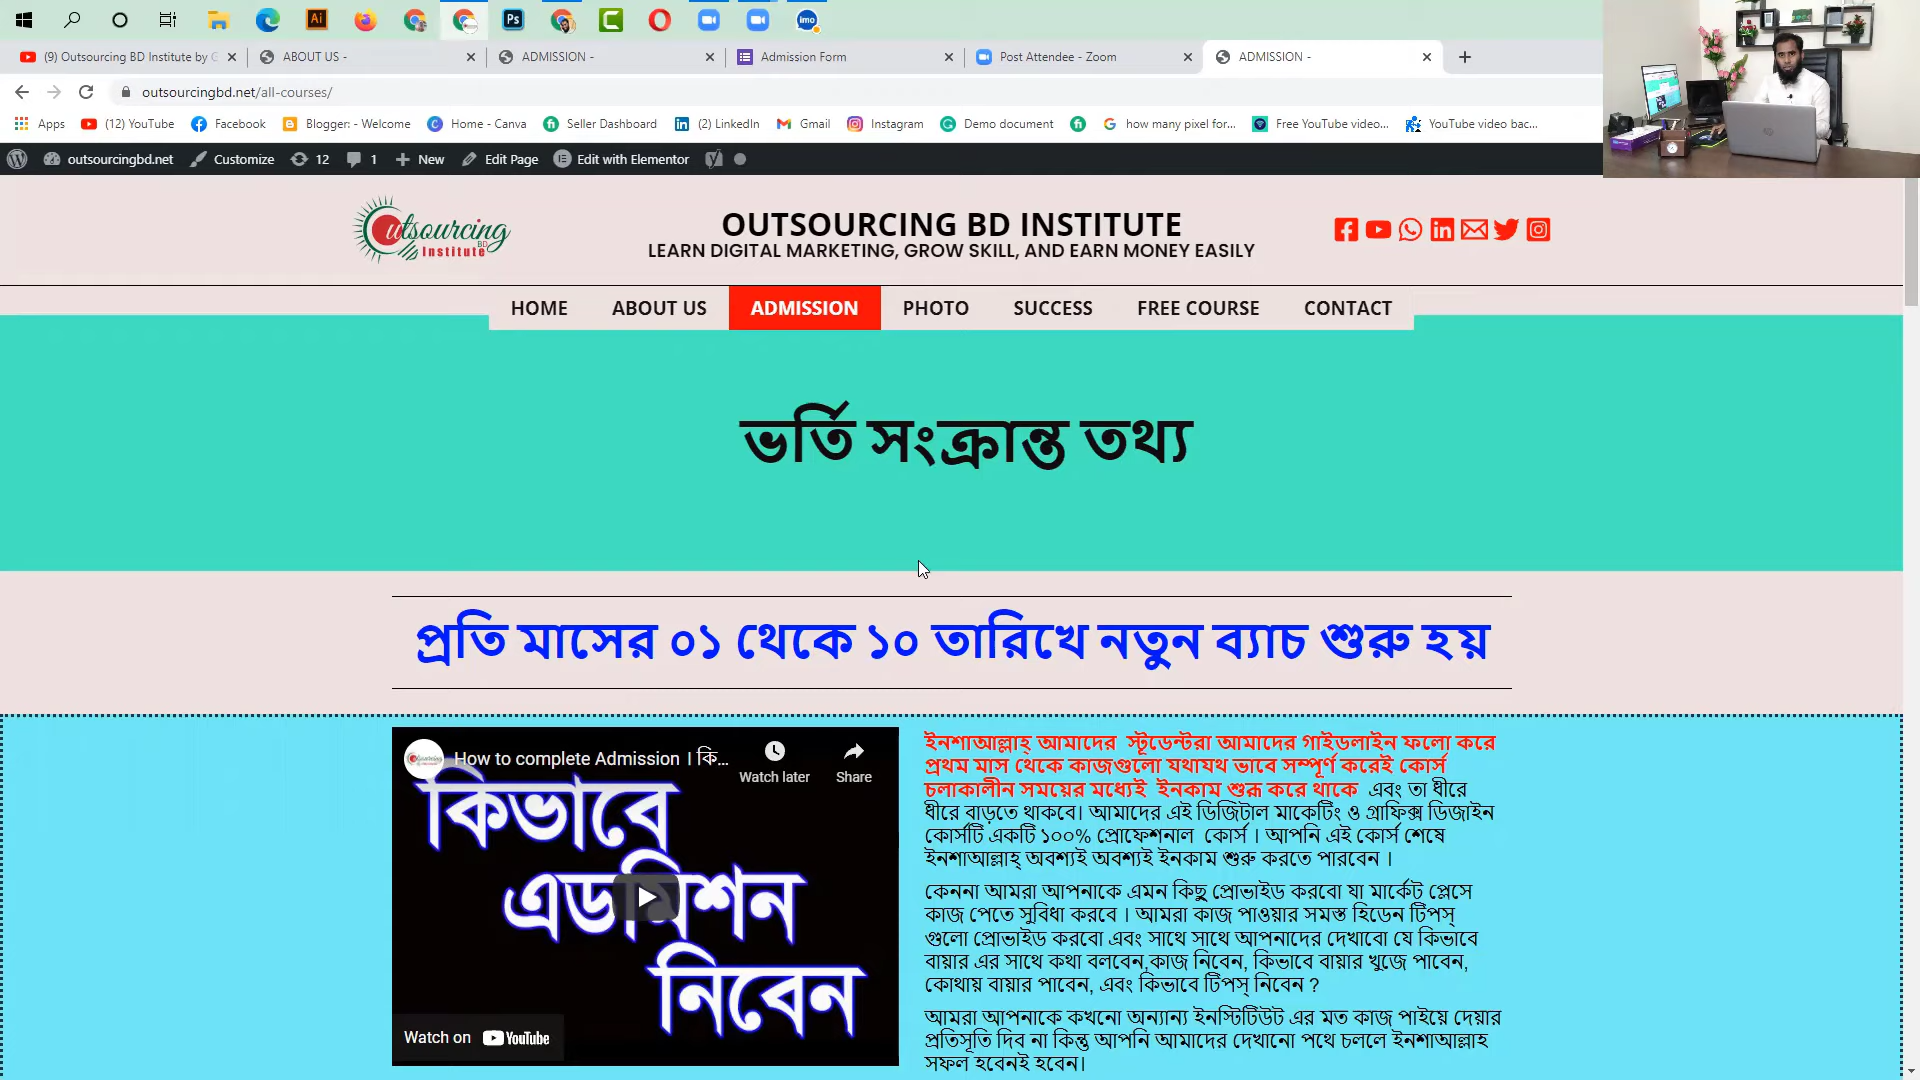 Ai
Ps
imo
(9) Outsourcing BD Institute by G
ABOUT US -
ADMISSION -
Admission Form
Post Attendee - Zoom
ADMISSION -
outsourcingbd.net/all-courses/
Apps
(12) YouTube
Facebook
Blogger: - Welcome
Home - Canva
Seller Dashboard
(2) LinkedIn
Gmail
Instagram
Demo document
how many pixel for...
Free YouTube video...
YouTube video bac...
outsourcingbd.net
Customize
12
1
New
Edit Page
Edit with Elementor
Outsourcing
BD
Institute
OUTSOURCING BD INSTITUTE
LEARN DIGITAL MARKETING, GROW SKILL, AND EARN MONEY EASILY
HOME
ABOUT US
ADMISSION
PHOTO
SUCCESS
FREE COURSE
CONTACT
ভর্তি সংক্রান্ত তথ্য
প্রতি মাসের ০১ থেকে ১০ তারিখে নতুন ব্যাচ শুরু হয়
How to complete Admission । কি...
Watch later
Share
কিভাবে
এডমিশন
নিবেন
Watch on YouTube
ইনশাআল্লাহ্ আমাদের স্টূডেন্টরা আমাদের গাইডলাইন ফলো করে
প্রথম মাস থেকে কাজগুলো যথাযথ ভাবে সম্পূর্ণ করেই কোর্স
চলাকালীন সময়ের মধ্যেই ইনকাম শুরূ করে থাকে এবং তা ধীরে
ধীরে বাড়তে থাকবে। আমাদের এই ডিজিটাল মাকেটিং ও গ্রাফিক্স ডিজাইন
কোর্সটি একটি ১০০% প্রোফেশনাল কোর্স । আপনি এই কোর্স শেষে
ইনশাআল্লাহ্ অবশ্যই অবশ্যই ইনকাম শুরু করতে পারবেন ।
কেননা আমরা আপনাকে এমন কিছু প্রোভাইড করবো যা মার্কেট প্লেসে
কাজ পেতে সুবিধা করবে । আমরা কাজ পাওয়ার সমস্ত হিডেন টিপস্
গুলো প্রোভাইড করবো এবং সাথে সাথে আপনাদের দেখাবো যে কিভাবে
বায়ার এর সাথে কথা বলবেন,কাজ নিবেন, কিভাবে বায়ার খুজে পাবেন,
কোথায় বায়ার পাবেন, এবং কিভাবে টিপস্ নিবেন ?
আমরা আপনাকে কখনো অন্যান্য ইনস্টিটিউট এর মত কাজ পাইয়ে দেয়ার
প্রতিসূতি দিব না কিন্তু আপনি আমাদের দেখানো পথে চললে ইনশাআল্লাহ
সফল হবেনই হবেন।